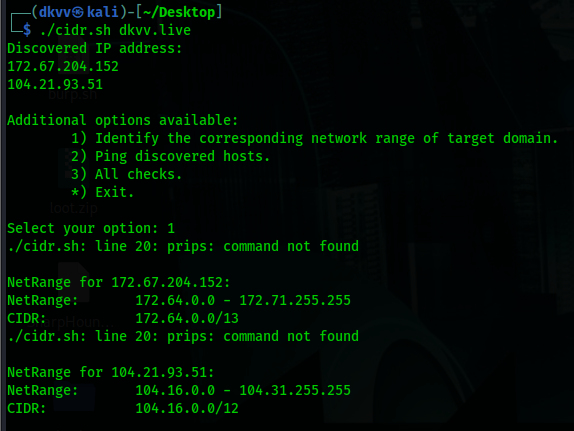 ┌──(dkvv㉿kali)-[~/Desktop]
└─$ ./cidr.sh dkvv.live
Discovered IP address:
172.67.204.152
104.21.93.51
Additional options available:
1) Identify the corresponding network range of target domain.
2) Ping discovered hosts.
3) All checks.
*) Exit.
Select your option: 1
./cidr.sh: line 20: prips: command not found
NetRange for 172.67.204.152:
NetRange: 172.64.0.0 - 172.71.255.255
CIDR: 172.64.0.0/13
./cidr.sh: line 20: prips: command not found
NetRange for 104.21.93.51:
NetRange: 104.16.0.0 - 104.31.255.255
CIDR: 104.16.0.0/12